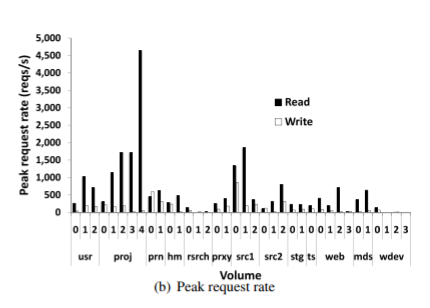 5,000
4,500
4,000
3,500
3,000
2,500
2,000
1,500
1,000
500
0
Peak request rate (reqs/s)
Read
Write
0 1 2 0 1 2 3 4 0 1 0 1 0 1 2 0 1 0 1 2 0 1 2 0 1 0 0 1 2 3 0 1 0 1 2 3
usr proj prn hm rsrch prxy src1 src2 stg ts web mds wdev
Volume
(b) Peak request rate